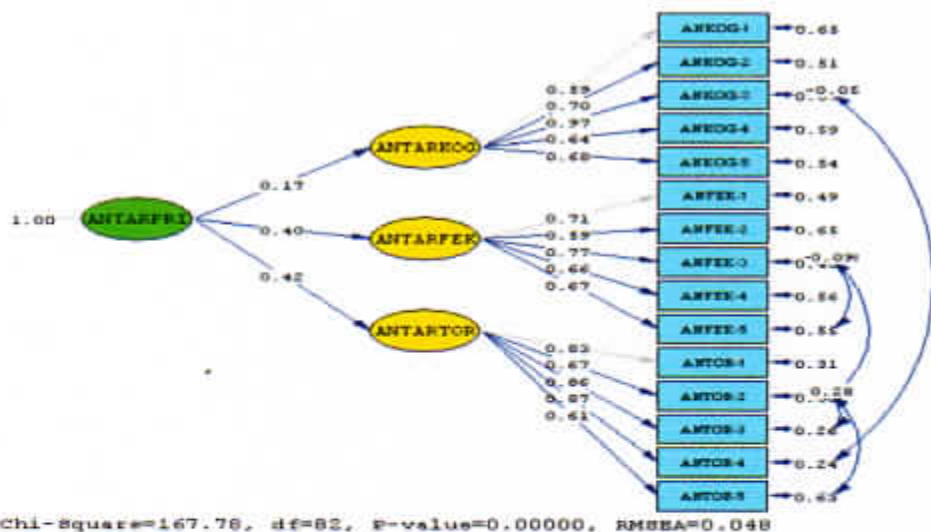 ANKOG-1
0.65
ANKOG-2
0.51
ANKOG-3
-0.05
ANKOG-4
0.59
ANKOG-5
0.54
0.59
0.70
0.97
0.64
0.68
ANTARKOG
0.17
1.00
ANTARFRI
0.40
ANTARFEK
0.42
ANTARTOR
ANFEK-1
0.49
ANFEK-2
0.65
ANFEK-3
ANFEK-4
0.56
ANFEK-5
0.55
0.71
0.59
0.77
0.66
0.67
ANTOR-1
0.31
ANTOR-2
0.28
ANTOR-3
0.26
ANTOR-4
0.24
ANTOR-5
0.63
0.83
0.67
0.86
0.87
0.61
Chi-Square=167.78, df=82, P-value=0.00000, RMSEA=0.048